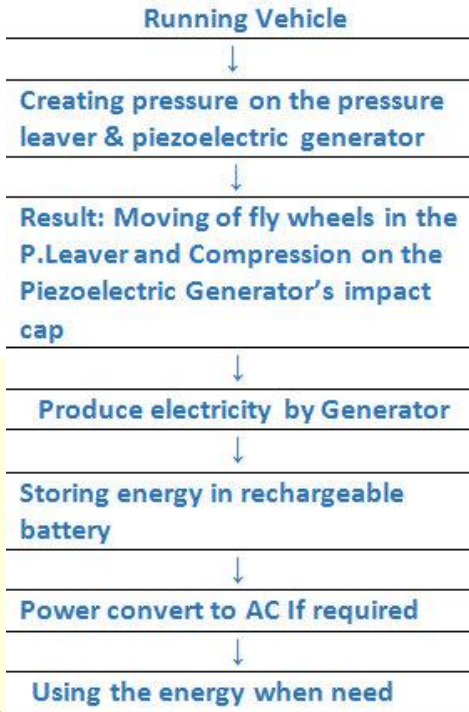 Running Vehicle
↓
Creating pressure on the pressure
leaver & piezoelectric generator
↓
Result: Moving of fly wheels in the
P.Leaver and Compression on the
Piezoelectric Generator's impact
cap
↓
Produce electricity by Generator
↓
Storing energy in rechargeable
battery
↓
Power convert to AC If required
↓
Using the energy when need